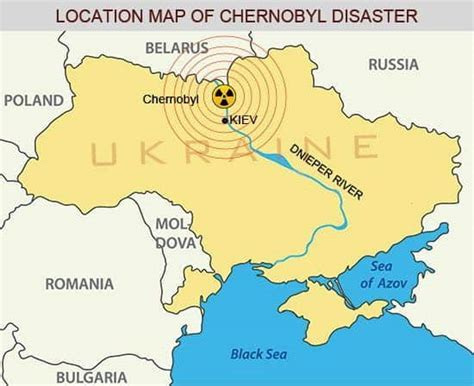 LOCATION MAP OF CHERNOBYL DISASTER
BELARUS
RUSSIA
POLAND
Chernobyl
KIEV
UKRAINE
DNIEPER RIVER
MOL-
DOVA
ROMANIA
Sea
of Azov
Black Sea
BULGARIA